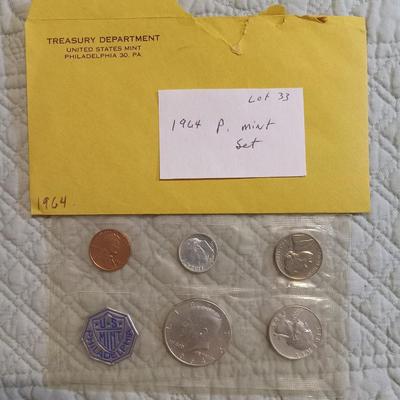 TREASURY DEPARTMENT
UNITED STATES MINT
PHILADELPHIA 30, PA.
Lot 33
1964 P. mint
Set
1964
U.S.
MINT
PHILADELPHIA